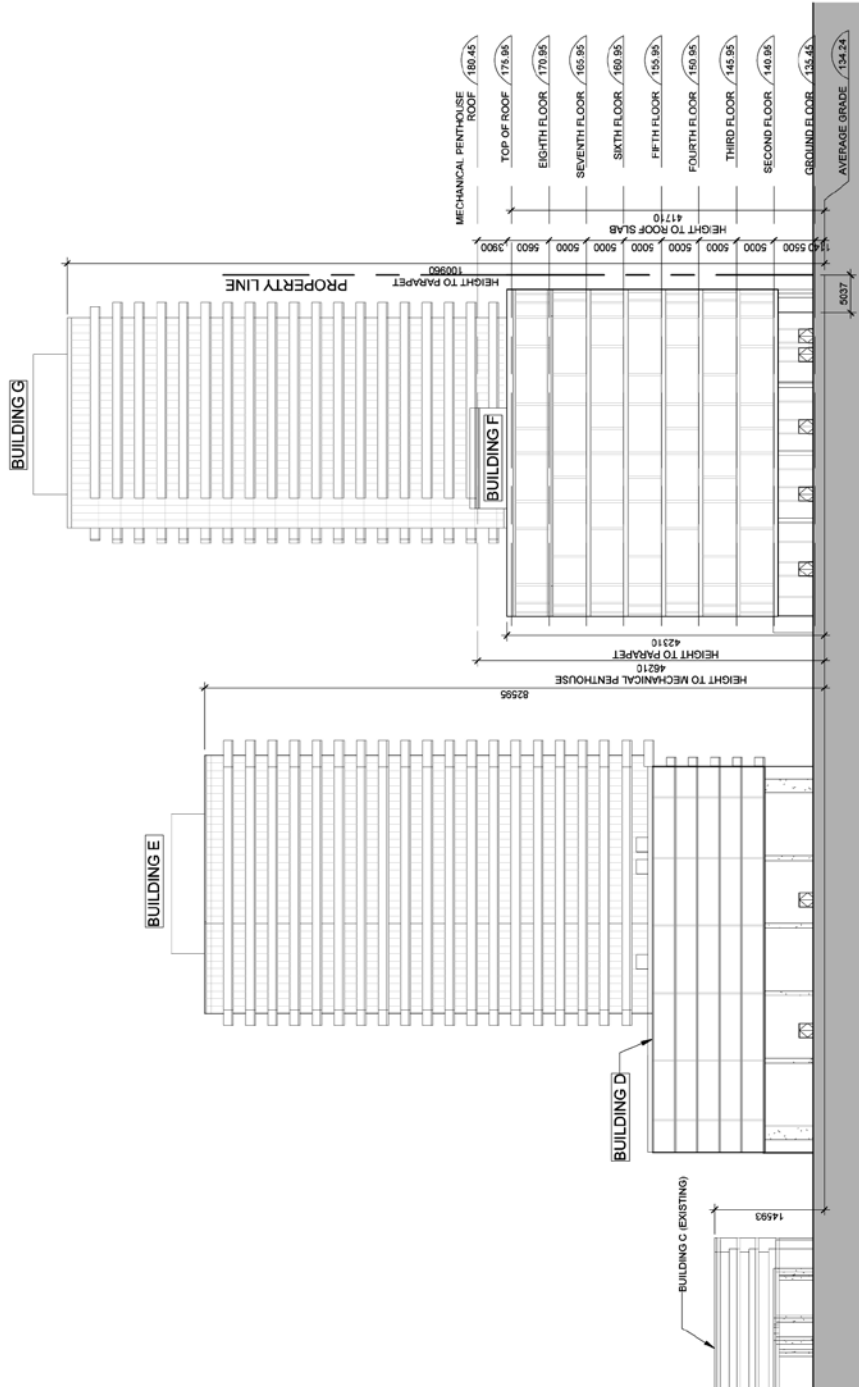 BUILDING G
BUILDING E
BUILDING F
BUILDING D
BUILDING C (EXISTING)
MECHANICAL PENTHOUSE
ROOF
180.45
TOP OF ROOF
175.95
EIGHTH FLOOR
170.95
SEVENTH FLOOR
165.95
SIXTH FLOOR
160.95
FIFTH FLOOR
155.95
FOURTH FLOOR
150.95
THIRD FLOOR
145.95
SECOND FLOOR
140.95
GROUND FLOOR
135.45
AVERAGE GRADE
134.24
HEIGHT TO ROOF SLAB
41710
3900
5600
5000
5000
5000
5000
5000
5000
5500
1140
PROPERTY LINE
HEIGHT TO PARAPET
100960
5037
HEIGHT TO PARAPET
42310
HEIGHT TO MECHANICAL PENTHOUSE
46210
82595
14593